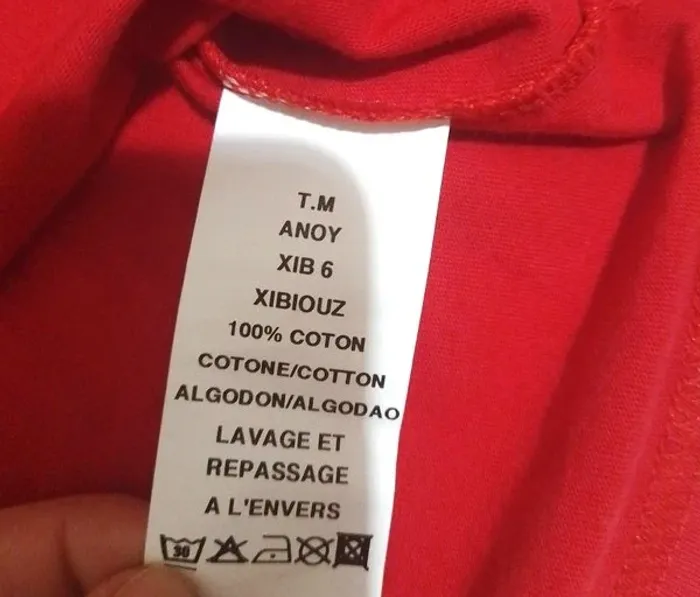 T.M
ANOY
XIB 6
XIBIOUZ
100% COTON
COTONE/COTTON
ALGODON/ALGODAO
LAVAGE ET
REPASSAGE
A L'ENVERS
30